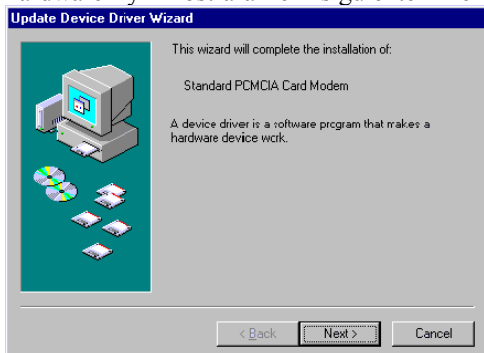 Update Device Driver Wizard
This wizard will complete the installation of:
Standard PCMCIA Card Modem
A device driver is a software program that makes a
hardware device work.
< Back
Next >
Cancel